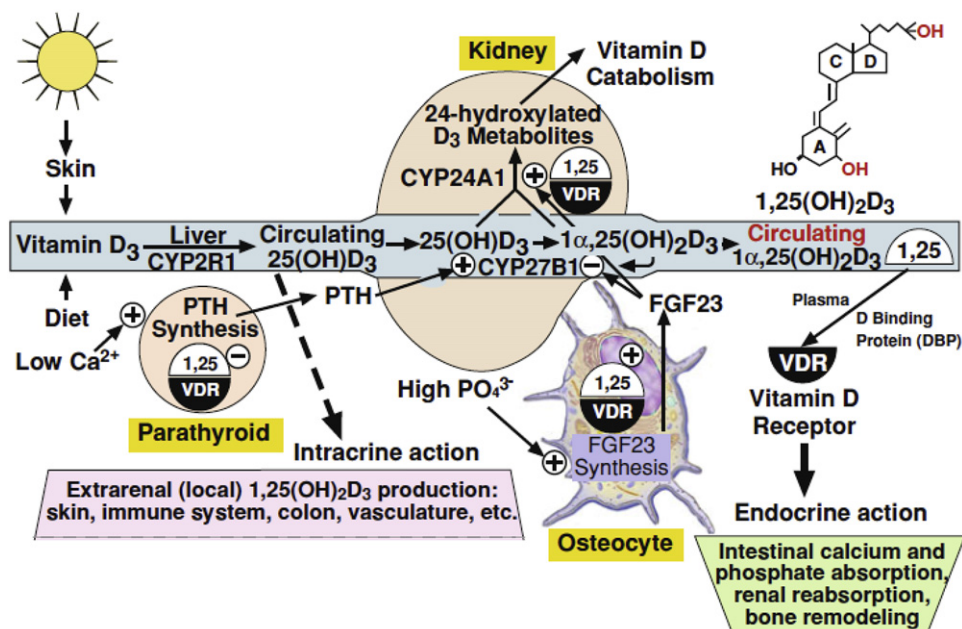 Kidney
Vitamin D
Catabolism
24-hydroxylated
D₃ Metabolites
CYP24A1
+
1,25
VDR
C
D
OH
A
HO
OH
1,25(OH)₂D₃
Skin
Vitamin D₃
Liver
CYP2R1
Circulating
25(OH)D₃
25(OH)D₃
1α,25(OH)₂D₃
Circulating
1α,25(OH)₂D₃
1,25
+
CYP27B1
−
Diet
Low Ca²⁺
+
PTH
Synthesis
1,25
−
VDR
Parathyroid
PTH
FGF23
High PO₄³⁻
+
+
1,25
VDR
FGF23
Synthesis
Osteocyte
Plasma
D Binding
Protein (DBP)
VDR
Vitamin D
Receptor
Intracrine action
Extrarenal (local) 1,25(OH)₂D₃ production:
skin, immune system, colon, vasculature, etc.
Endocrine action
Intestinal calcium and
phosphate absorption,
renal reabsorption,
bone remodeling